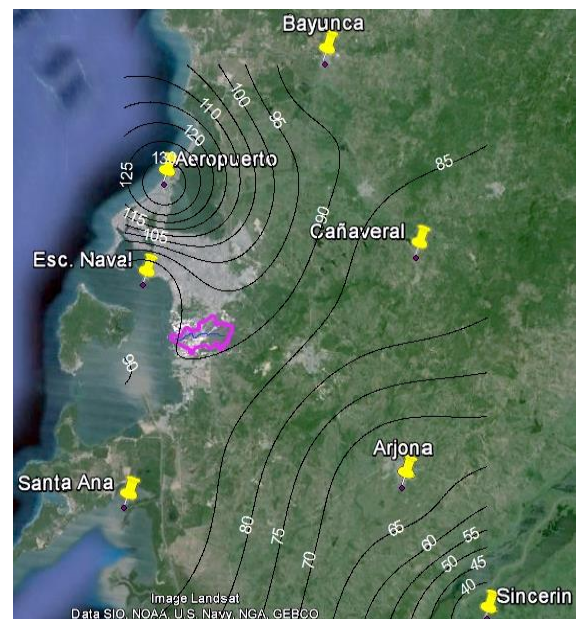 Bayunca
100
110
95
120
130
Aeropuerto
125
85
90
115
105
Cañaveral
Esc. Naval
90
Arjona
Santa Ana
80
75
70
65
60
55
50
45
40
Sincerin
Image Landsat
Data SIO, NOAA, U.S. Navy, NGA, GEBCO